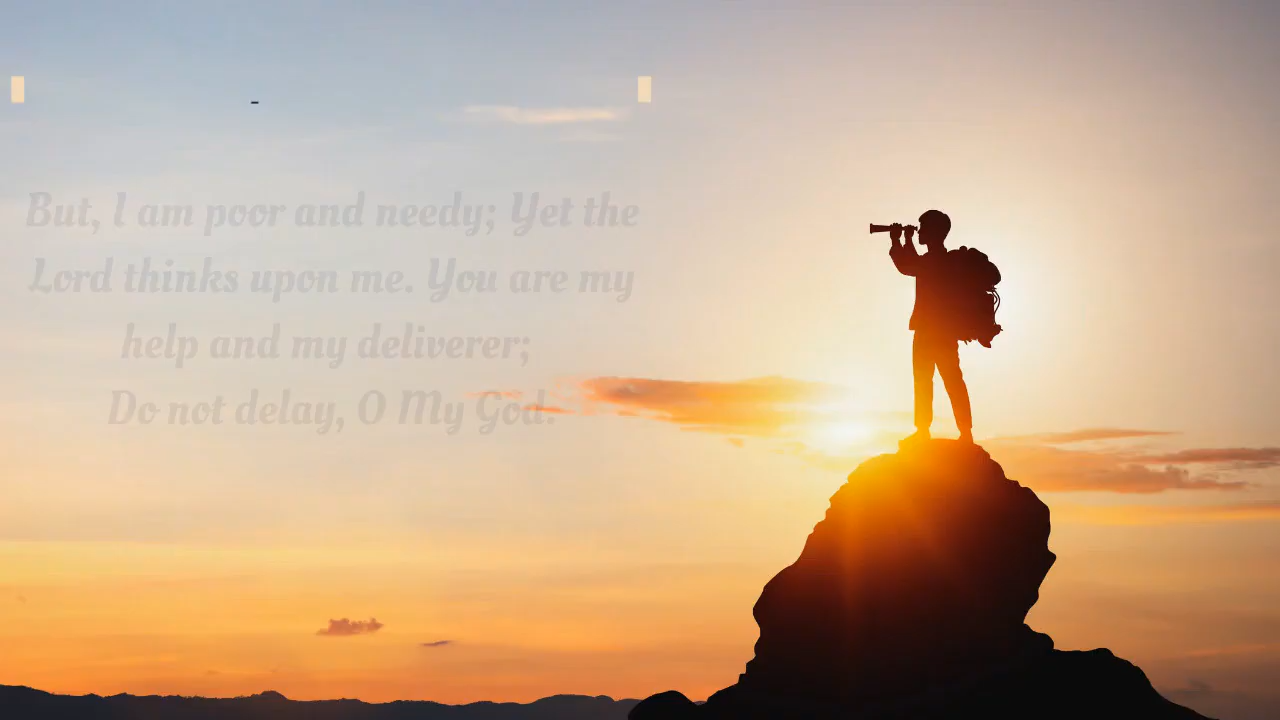 But, I am poor and needy; Yet the
Lord thinks upon me. You are my
help and my deliverer;
Do not delay, O My God.